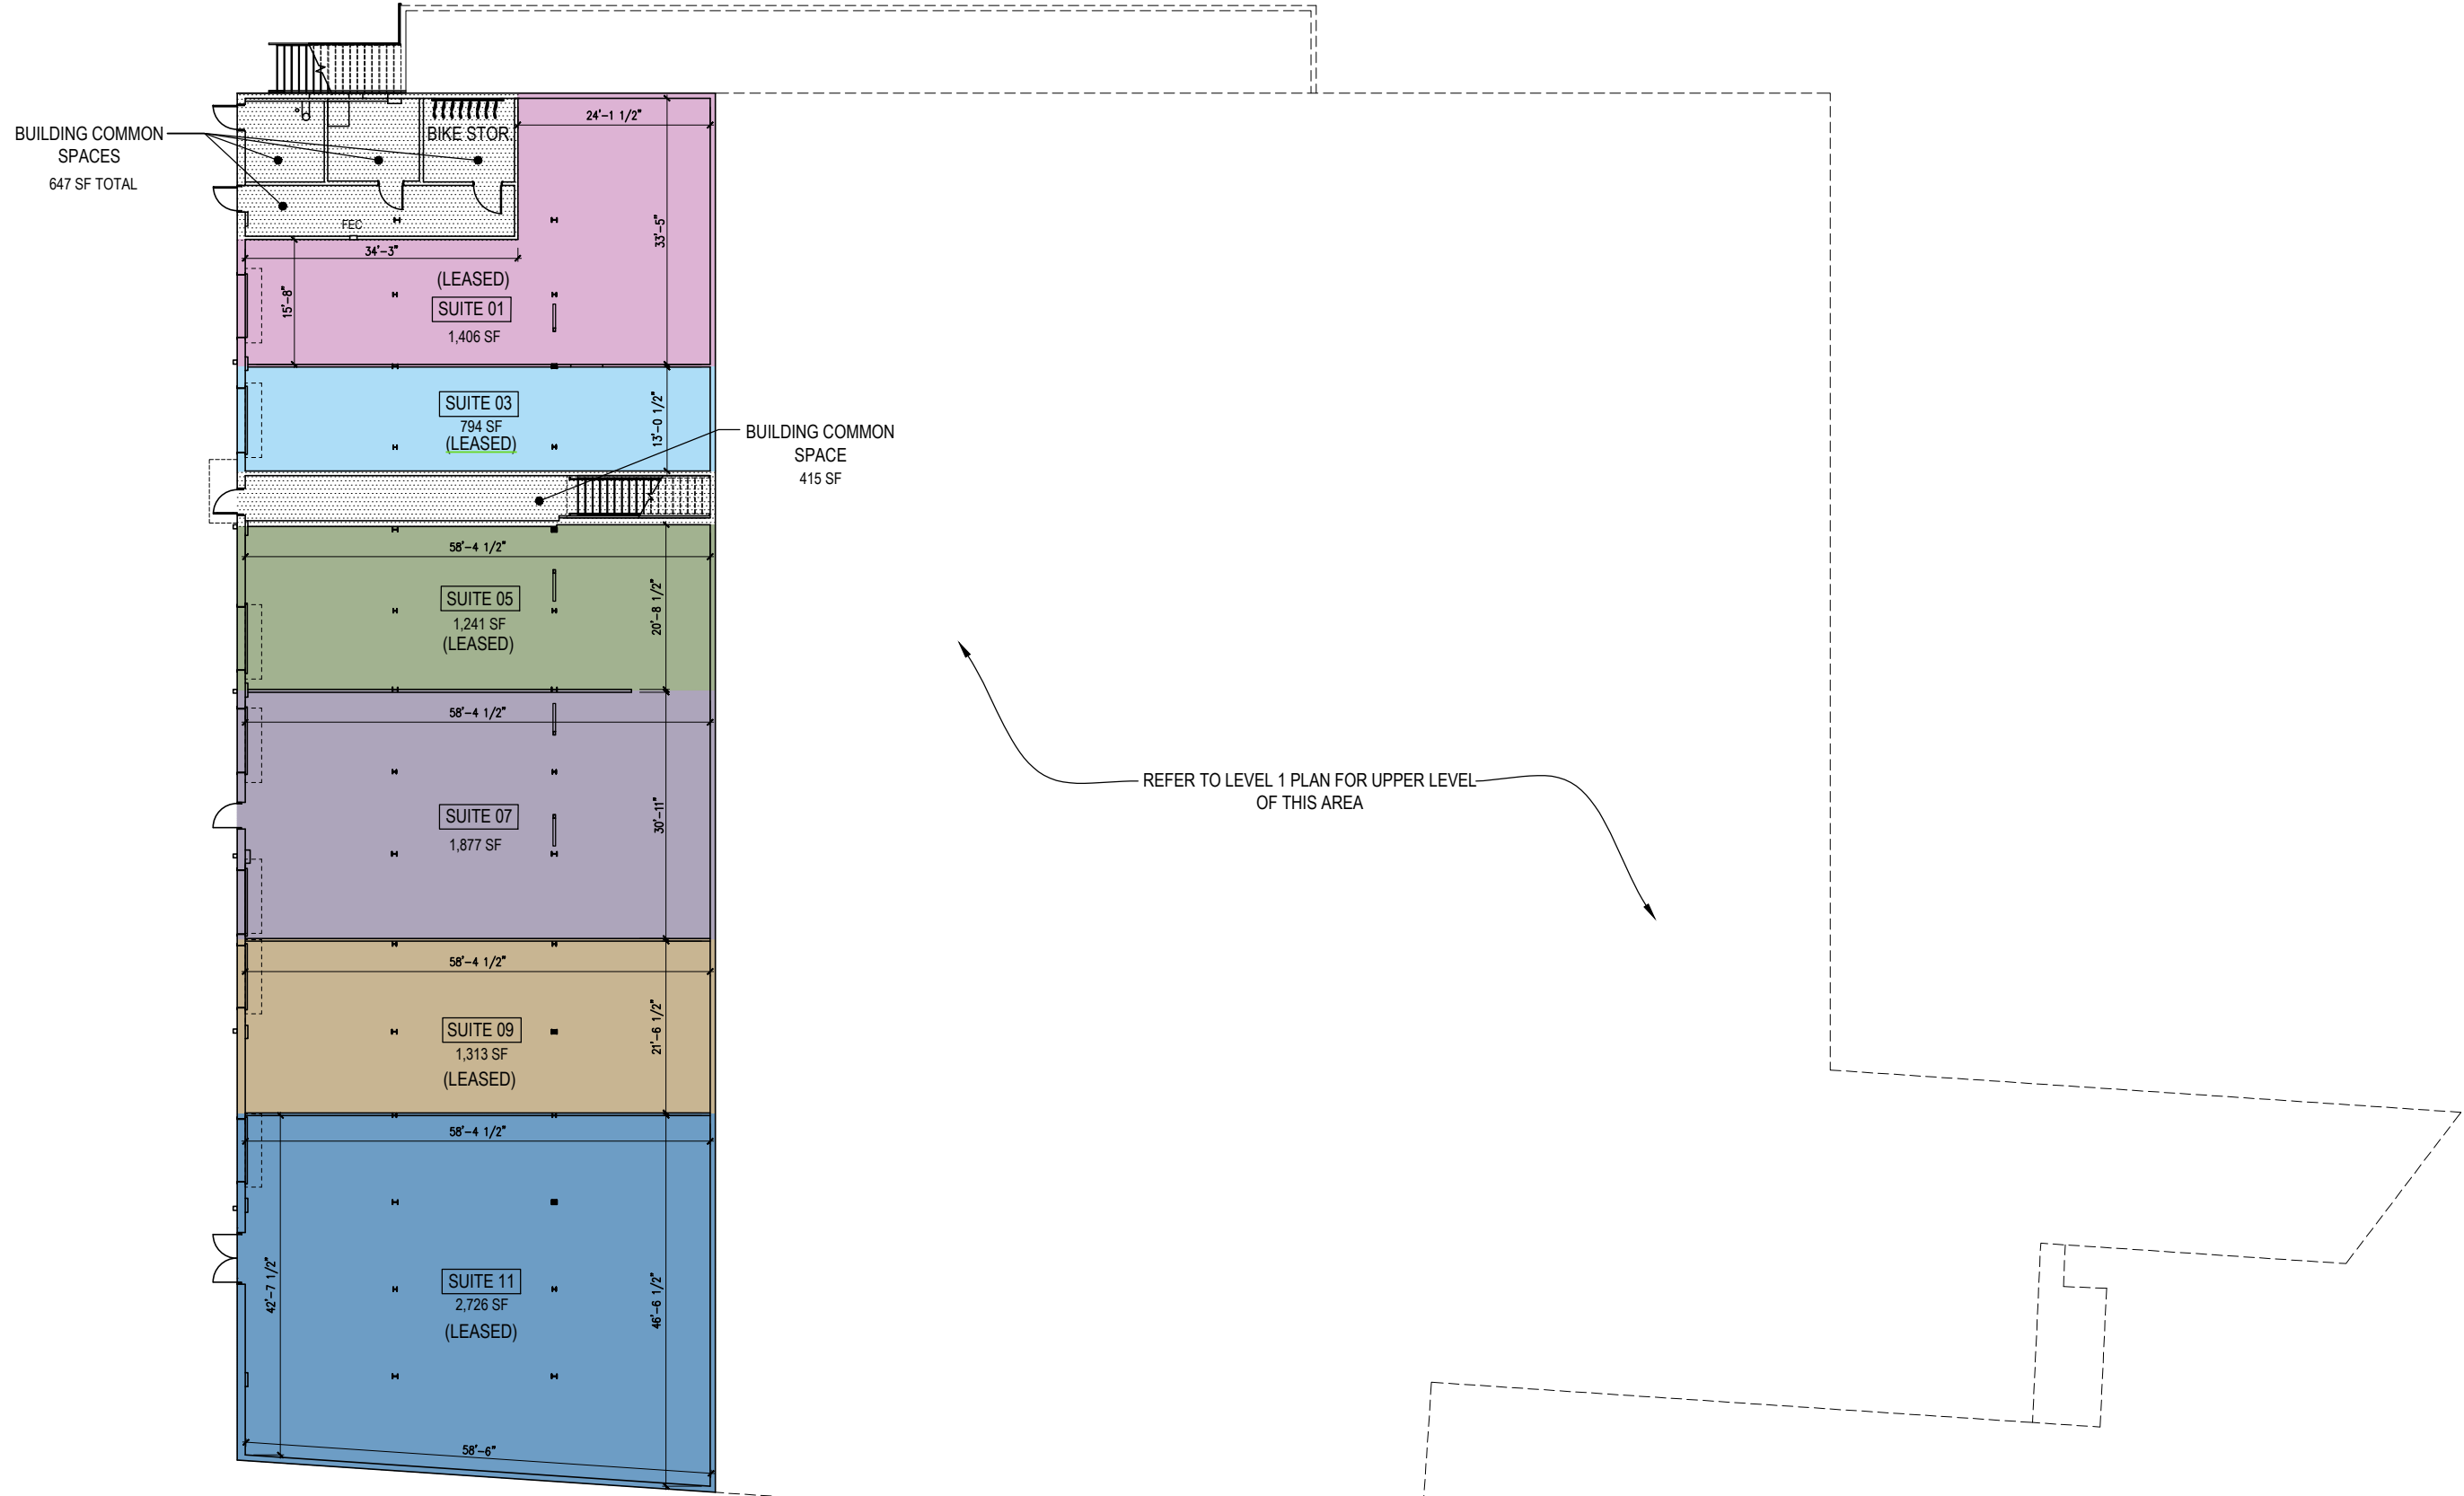 BUILDING COMMON
SPACES
647 SF TOTAL
BIKE STOR.
FEC
24'-1 1/2"
33'-5"
34'-3"
15'-8"
(LEASED)
SUITE 01
1,406 SF
SUITE 03
794 SF
(LEASED)
13'-0 1/2"
BUILDING COMMON
SPACE
415 SF
58'-4 1/2"
SUITE 05
1,241 SF
(LEASED)
20'-8 1/2"
58'-4 1/2"
SUITE 07
1,877 SF
30'-11"
REFER TO LEVEL 1 PLAN FOR UPPER LEVEL
OF THIS AREA
58'-4 1/2"
SUITE 09
1,313 SF
(LEASED)
21'-6 1/2"
58'-4 1/2"
42'-7 1/2"
SUITE 11
2,726 SF
(LEASED)
46'-6 1/2"
58'-6"